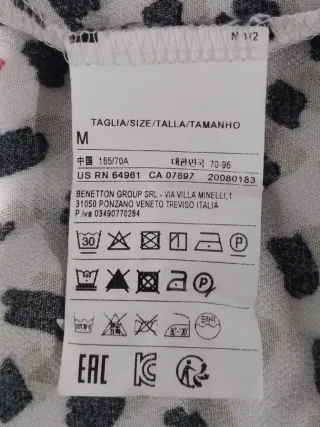 N 1/2
TAGLIA/SIZE/TALLA/TAMANHO
M
中国 165/70A 대한민국 70-96
US RN 64961 CA 07697 20080183
BENETTON GROUP SRL - VIA VILLA MINELLI,1
31050 PONZANO VENETO TREVISO ITALIA
P.iva 03490770264
30 P
P
EAC